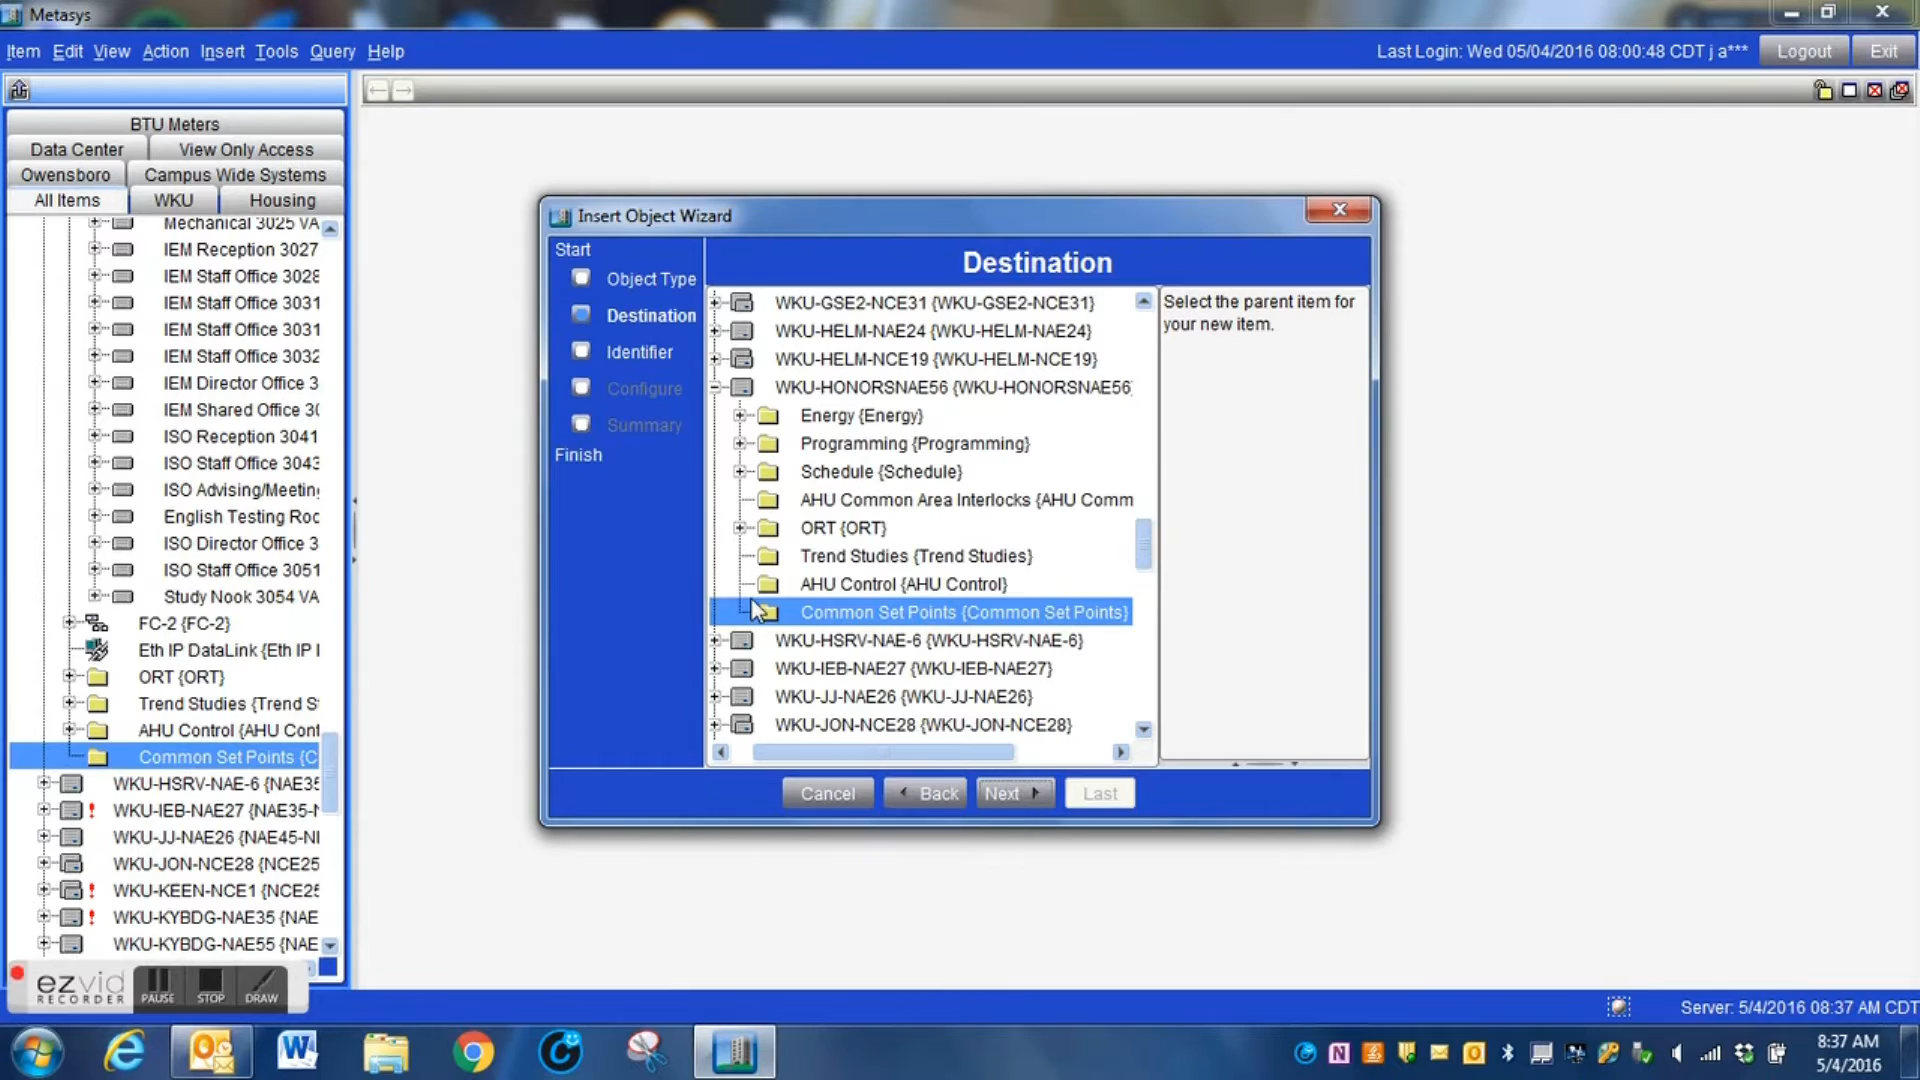 Metasys
Item Edit View Action Insert Tools Query Help
Last Login: Wed 05/04/2016 08:00:48 CDT j a*** Logout Exit
BTU Meters
Data Center View Only Access
Owensboro Campus Wide Systems
All Items WKU Housing
Mechanical 3025 VA
IEM Reception 3027
IEM Staff Office 3028
IEM Staff Office 3031
IEM Staff Office 3031
IEM Staff Office 3032
IEM Director Office 3
IEM Shared Office 30
ISO Reception 3041
ISO Staff Office 3043
ISO Advising/Meeting
English Testing Roo
ISO Director Office 3
ISO Staff Office 3051
Study Nook 3054 VA
FC-2 {FC-2}
Eth IP DataLink {Eth IP
ORT {ORT}
Trend Studies {Trend S
AHU Control {AHU Cont
Common Set Points {C
WKU-HSRV-NAE-6 {NAE35
WKU-IEB-NAE27 {NAE35-
WKU-JJ-NAE26 {NAE45-NI
WKU-JON-NCE28 {NCE25
WKU-KEEN-NCE1 {NCE25
WKU-KYBDG-NAE35 {NAE
WKU-KYBDG-NAE55 {NAE
Insert Object Wizard
Start
Object Type
Destination
Identifier
Configure
Summary
Finish
Destination
WKU-GSE2-NCE31 {WKU-GSE2-NCE31}
WKU-HELM-NAE24 {WKU-HELM-NAE24}
WKU-HELM-NCE19 {WKU-HELM-NCE19}
WKU-HONORSNAE56 {WKU-HONORSNAE56}
Energy {Energy}
Programming {Programming}
Schedule {Schedule}
AHU Common Area Interlocks {AHU Comm
ORT {ORT}
Trend Studies {Trend Studies}
AHU Control {AHU Control}
Common Set Points {Common Set Points}
WKU-HSRV-NAE-6 {WKU-HSRV-NAE-6}
WKU-IEB-NAE27 {WKU-IEB-NAE27}
WKU-JJ-NAE26 {WKU-JJ-NAE26}
WKU-JON-NCE28 {WKU-JON-NCE28}
Select the parent item for
your new item.
Cancel Back Next Last
ezvid
RECORDER
PAUSE STOP DRAW
Server: 5/4/2016 08:37 AM CDT
8:37 AM
5/4/2016